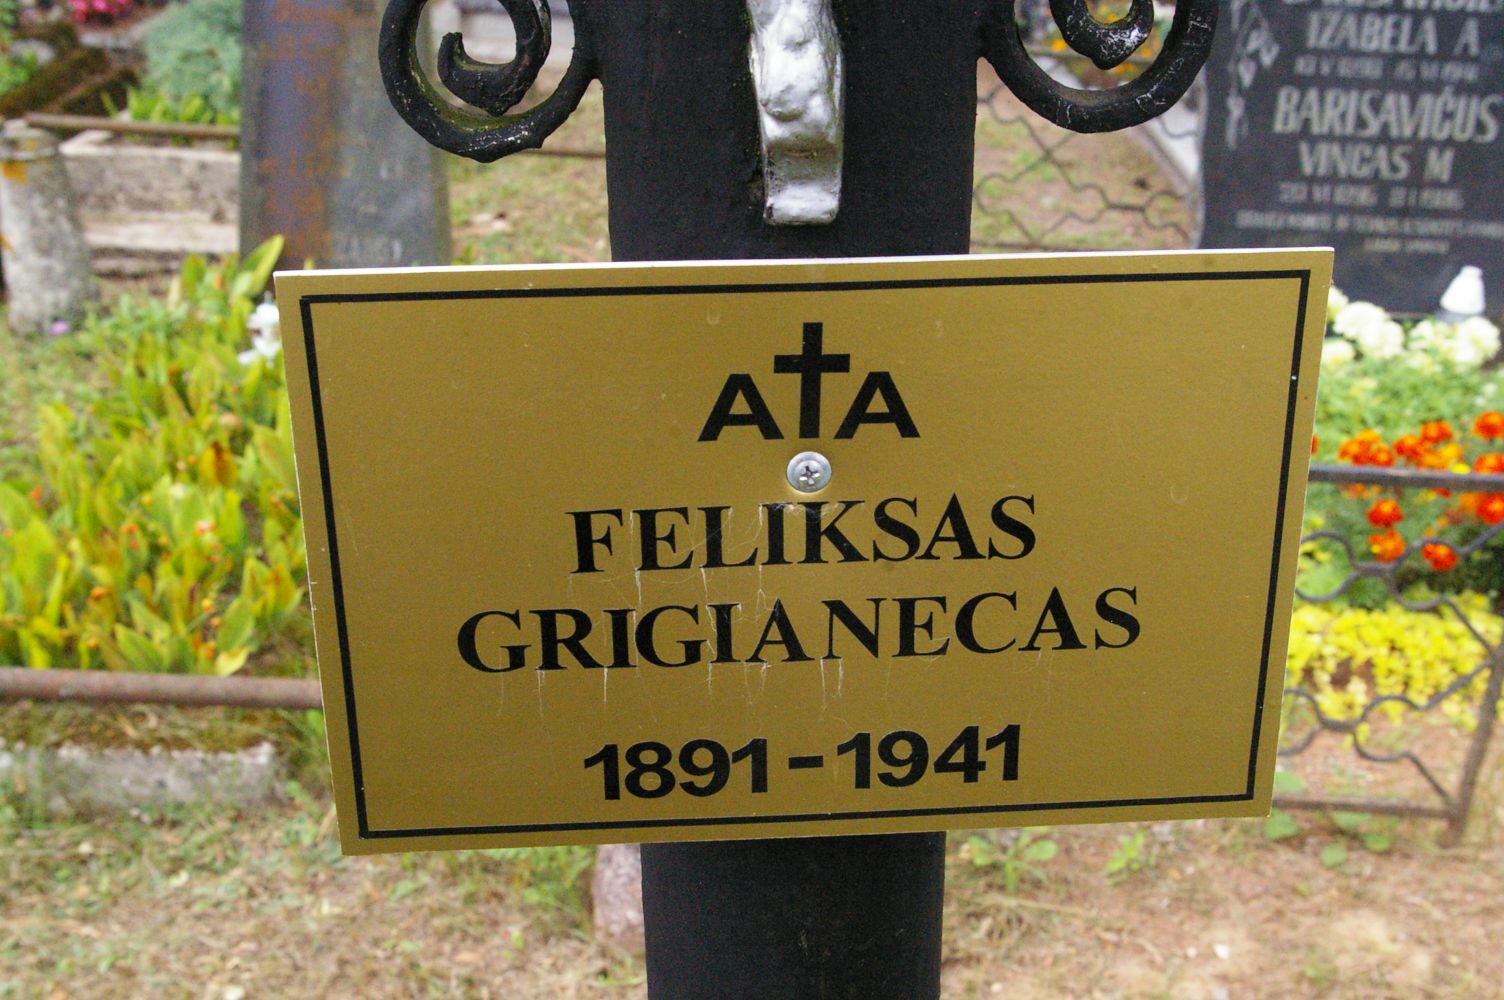 IZABELA A
BARISAVIČUS
VINCAS M
A†A
FELIKSAS
GRIGIANECAS
1891-1941